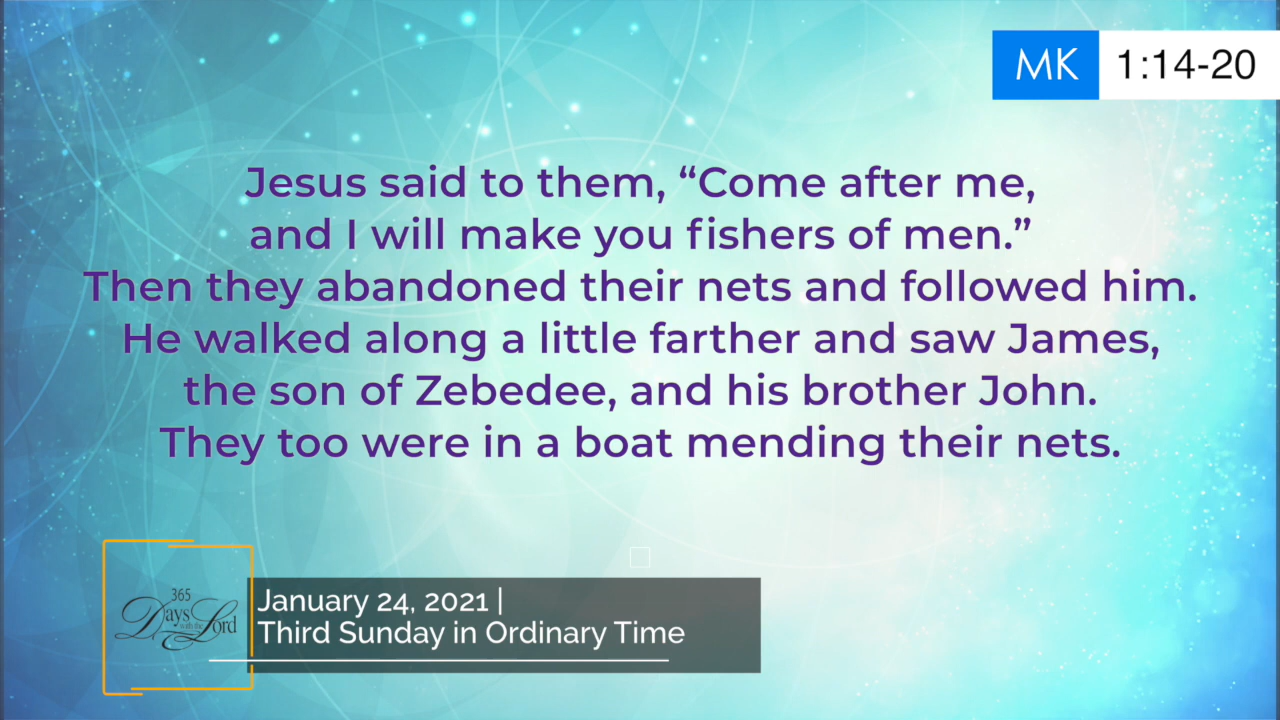 MK 1:14-20
Jesus said to them, “Come after me,
and I will make you fishers of men.”
Then they abandoned their nets and followed him.
He walked along a little farther and saw James,
the son of Zebedee, and his brother John.
They too were in a boat mending their nets.
365
Days with the Lord
January 24, 2021 |
Third Sunday in Ordinary Time